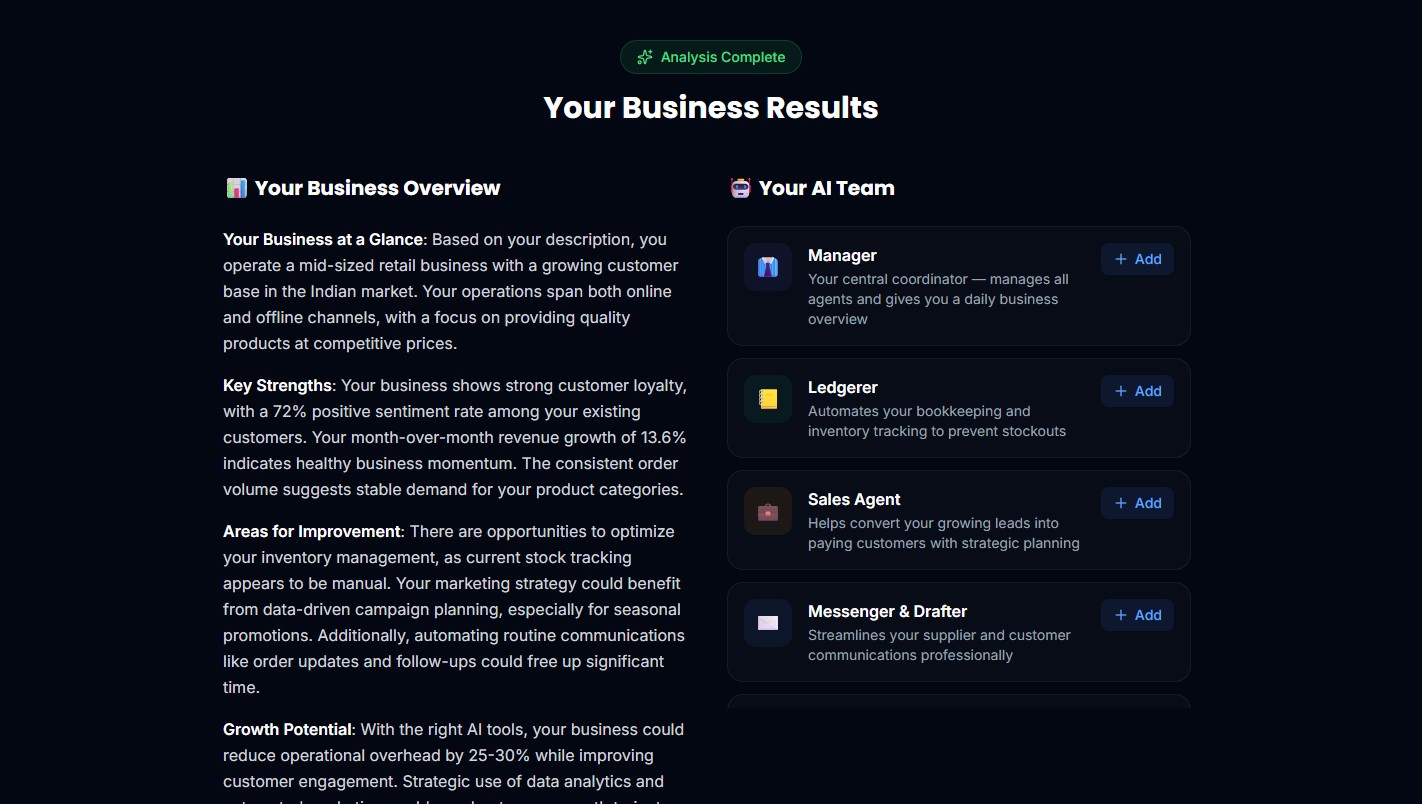 Analysis Complete
Your Business Results
Your Business Overview
Your Business at a Glance: Based on your description, you
operate a mid-sized retail business with a growing customer
base in the Indian market. Your operations span both online
and offline channels, with a focus on providing quality
products at competitive prices.
Key Strengths: Your business shows strong customer loyalty,
with a 72% positive sentiment rate among your existing
customers. Your month-over-month revenue growth of 13.6%
indicates healthy business momentum. The consistent order
volume suggests stable demand for your product categories.
Areas for Improvement: There are opportunities to optimize
your inventory management, as current stock tracking
appears to be manual. Your marketing strategy could benefit
from data-driven campaign planning, especially for seasonal
promotions. Additionally, automating routine communications
like order updates and follow-ups could free up significant
time.
Growth Potential: With the right AI tools, your business could
reduce operational overhead by 25-30% while improving
customer engagement. Strategic use of data analytics and
Your AI Team
Manager
Your central coordinator — manages all
agents and gives you a daily business
overview
+ Add
Ledgerer
Automates your bookkeeping and
inventory tracking to prevent stockouts
+ Add
Sales Agent
Helps convert your growing leads into
paying customers with strategic planning
+ Add
Messenger & Drafter
Streamlines your supplier and customer
communications professionally
+ Add